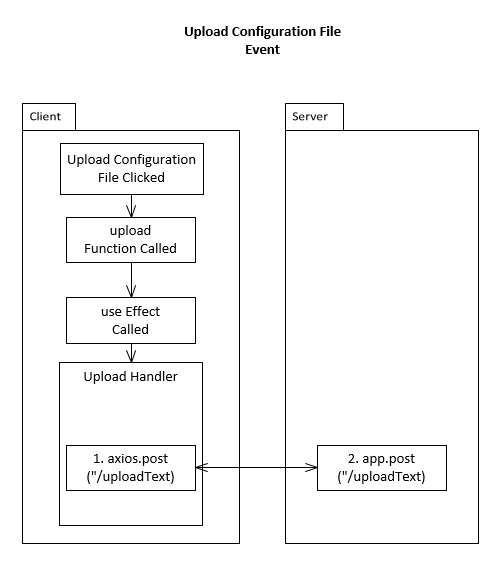 Upload Configuration File
Event
Client
Server
Upload Configuration
File Clicked
upload
Function Called
use Effect
Called
Upload Handler
1. axios.post
("/uploadText)
2. app.post
("/uploadText)